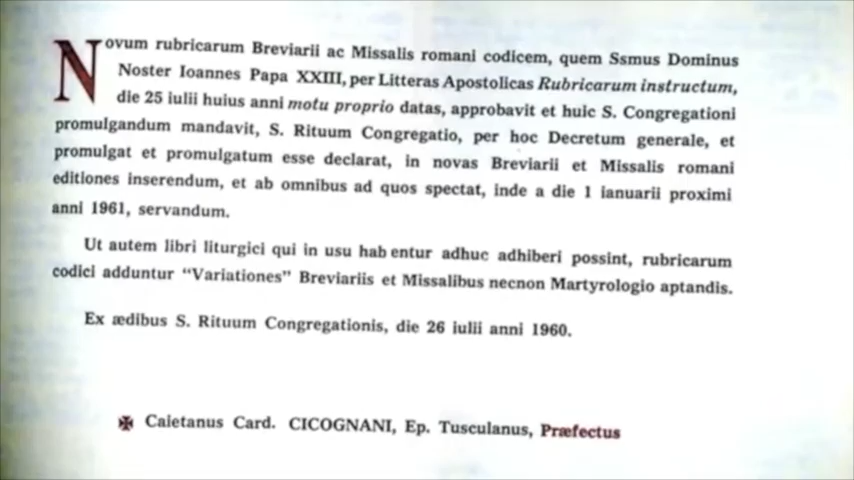 Novum rubricarum Breviarii ac Missalis romani codicem, quem Ssmus Dominus
Noster Ioannes Papa XXIII, per Litteras Apostolicas Rubricarum instructum,
die 25 iulii huius anni motu proprio datas, approbavit et huic S. Congregationi
promulgandum mandavit, S. Rituum Congregatio, per hoc Decretum generale, et
promulgat et promulgatum esse declarat, in novas Breviarii et Missalis romani
editiones inserendum, et ab omnibus ad quos spectat, inde a die 1 ianuarii proximi
anni 1961, servandum.
Ut autem libri liturgici qui in usu habentur adhuc adhiberi possint, rubricarum
codici adduntur “Variationes” Breviariis et Missalibus necnon Martyrologio aptandis.
Ex ædibus S. Rituum Congregationis, die 26 iulii anni 1960.
✠ Caietanus Card. CICOGNANI, Ep. Tusculanus, Præfectus